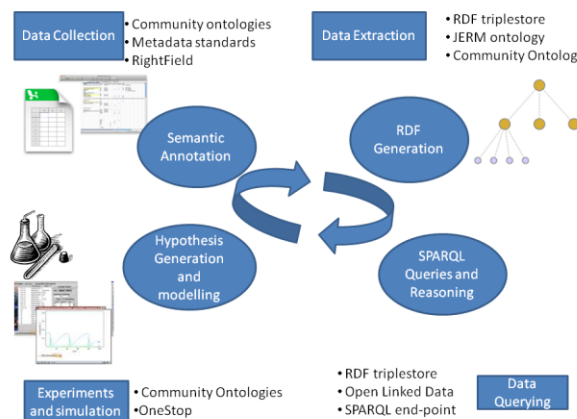 Data Collection
• Community ontologies
• Metadata standards
• RightField
Data Extraction
• RDF triplestore
• JERM ontology
• Community Ontolog
Semantic
Annotation
RDF
Generation
Hypothesis
Generation
and
modelling
SPARQL
Queries and
Reasoning
Experiments
and simulation
• Community Ontologies
• OneStop
• RDF triplestore
• Open Linked Data
• SPARQL end-point
Data
Querying